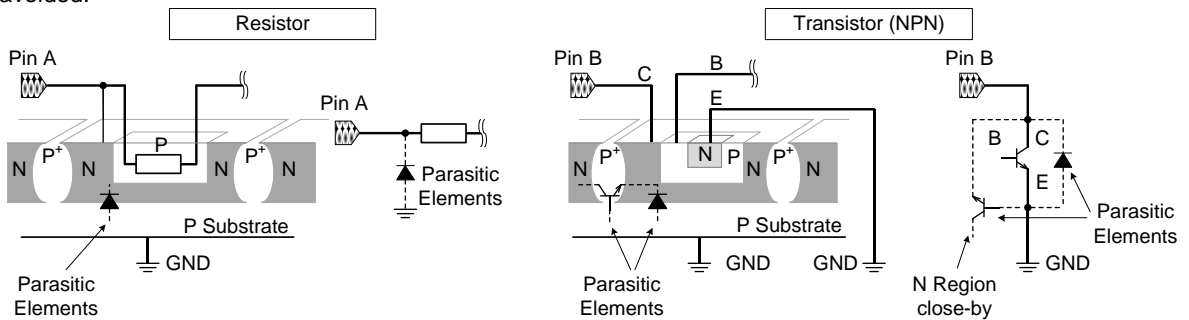 avoided.
Resistor
Transistor (NPN)
Pin A
Pin A
N P+ N P N P+ N
Parasitic
Elements
P Substrate
GND
Parasitic
Elements
Pin B
C
B
E
N P+ N N P N P+ N
P Substrate
GND
GND
Parasitic
Elements
Pin B
B C
E
Parasitic
Elements
GND
N Region
close-by